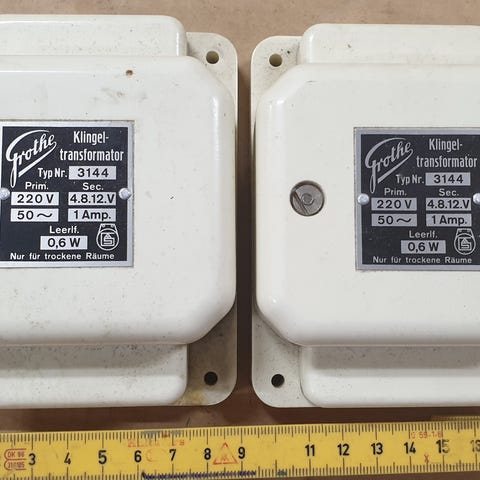 Grothe
Klingel-
transformator
Typ Nr. 3144
Prim. Sec.
220 V 4.8.12.V
50 ~ 1 Amp.
Leerlf.
0,6 W
Nur für trockene Räume
Grothe
Klingel-
transformator
Typ Nr. 3144
Prim. Sec.
220 V 4.8.12.V
50 ~ 1 Amp.
Leerlf.
0,6 W
Nur für trockene Räume
3 4 5 6 7 8 9 11 12 13 14 15